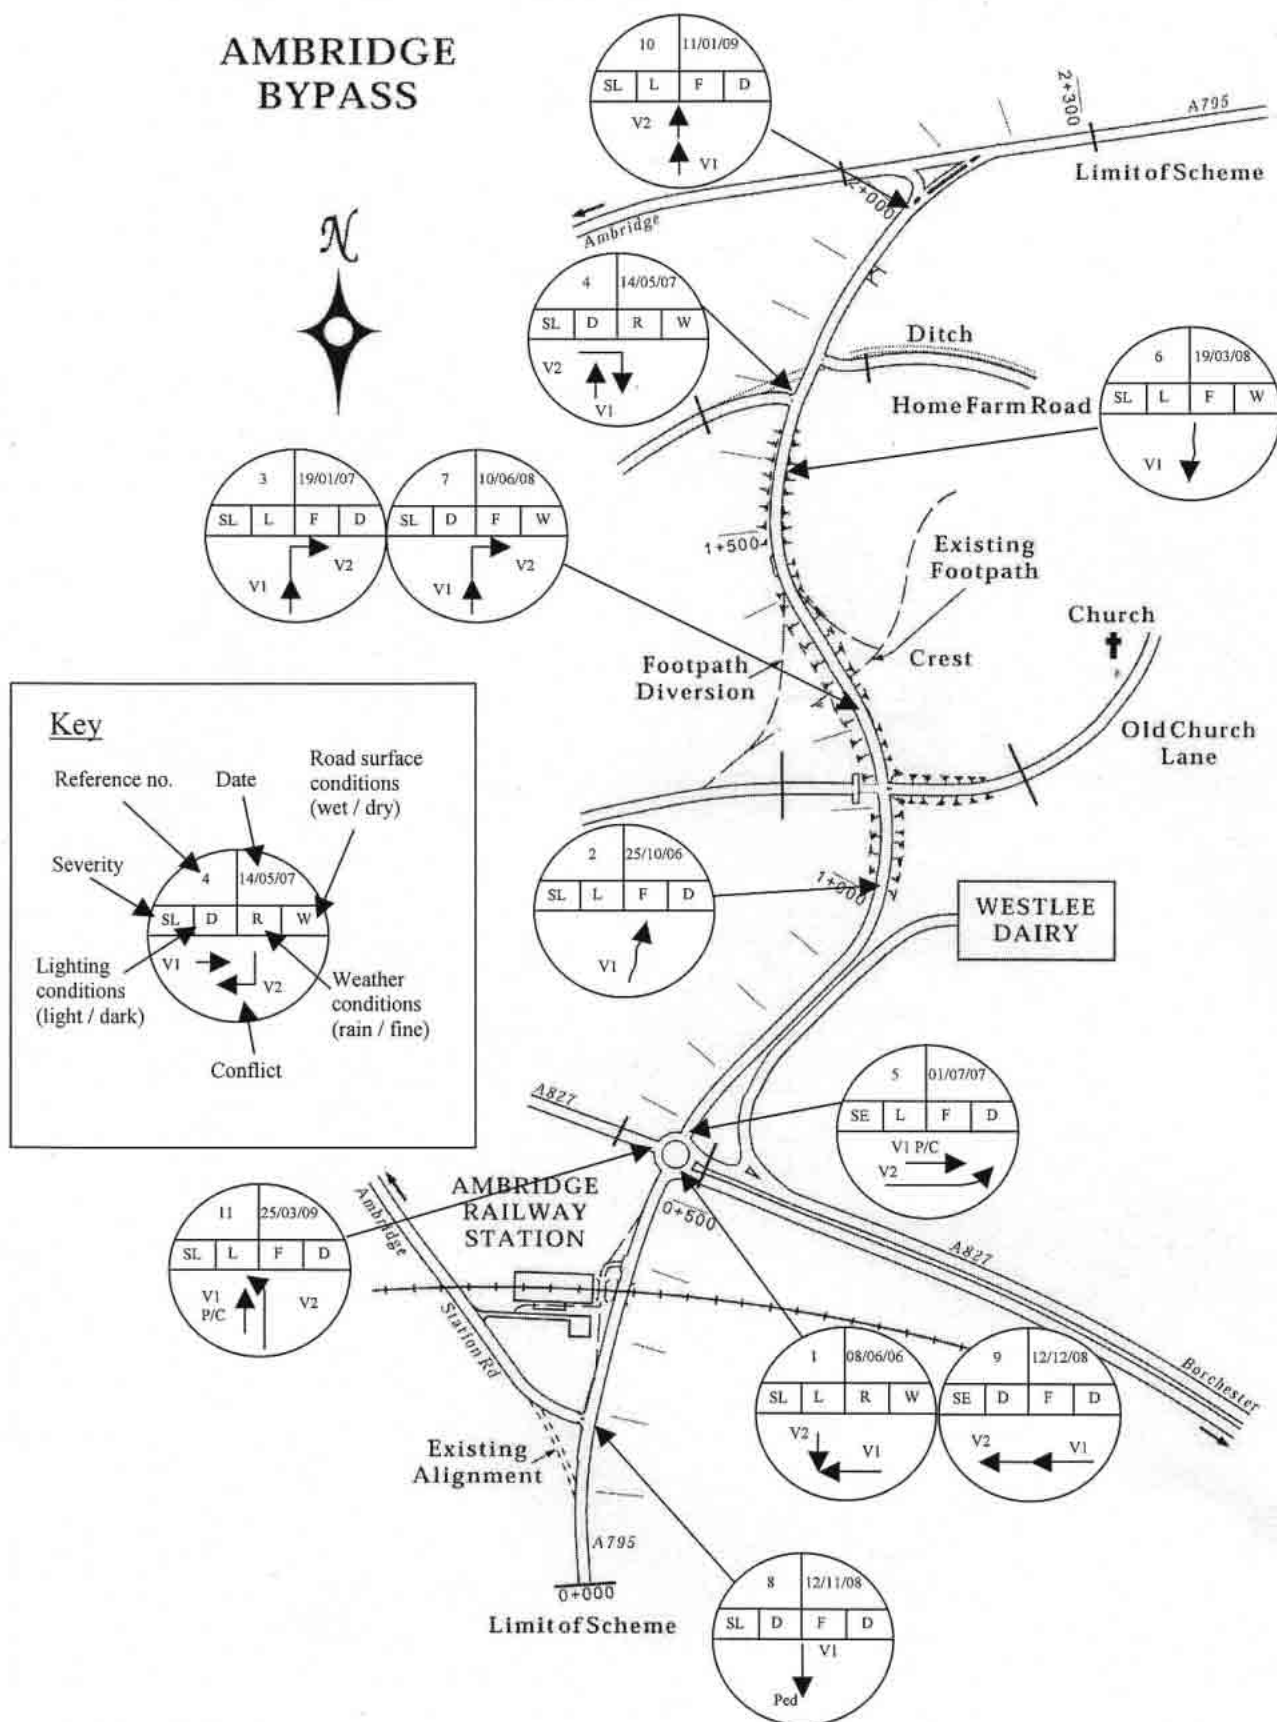 AMBRIDGE
BYPASS
N
10 11/01/09
SL L F D
V2
V1
2+300
A795
Limit of Scheme
2+000
Ambridge
4 14/05/07
SL D R W
V2
V1
Ditch
Home Farm Road
6 19/03/08
SL L F W
V1
3 19/01/07
SL L F D
V2
V1
7 10/06/08
SL D F W
V2
V1
1+500
Existing
Footpath
Church
Crest
Footpath
Diversion
Old Church
Lane
Key
Reference no.
Date
Road surface
conditions
(wet / dry)
Severity
4 14/05/07
SL D R W
V1
V2
Lighting
conditions
(light / dark)
Weather
conditions
(rain / fine)
Conflict
2 25/10/06
SL L F D
V1
1+000
WESTLEE
DAIRY
5 01/07/07
SE L F D
V1 P/C
V2
A827
AMBRIDGE
RAILWAY
STATION
0+500
A827
Borchester
11 25/03/09
SL L F D
V1
P/C
V2
Ambridge
Station Rd
1 08/06/06
SL L R W
V2
V1
9 12/12/08
SE D F D
V2
V1
Existing
Alignment
A795
0+000
Limit of Scheme
8 12/11/08
SL D F D
V1
Ped